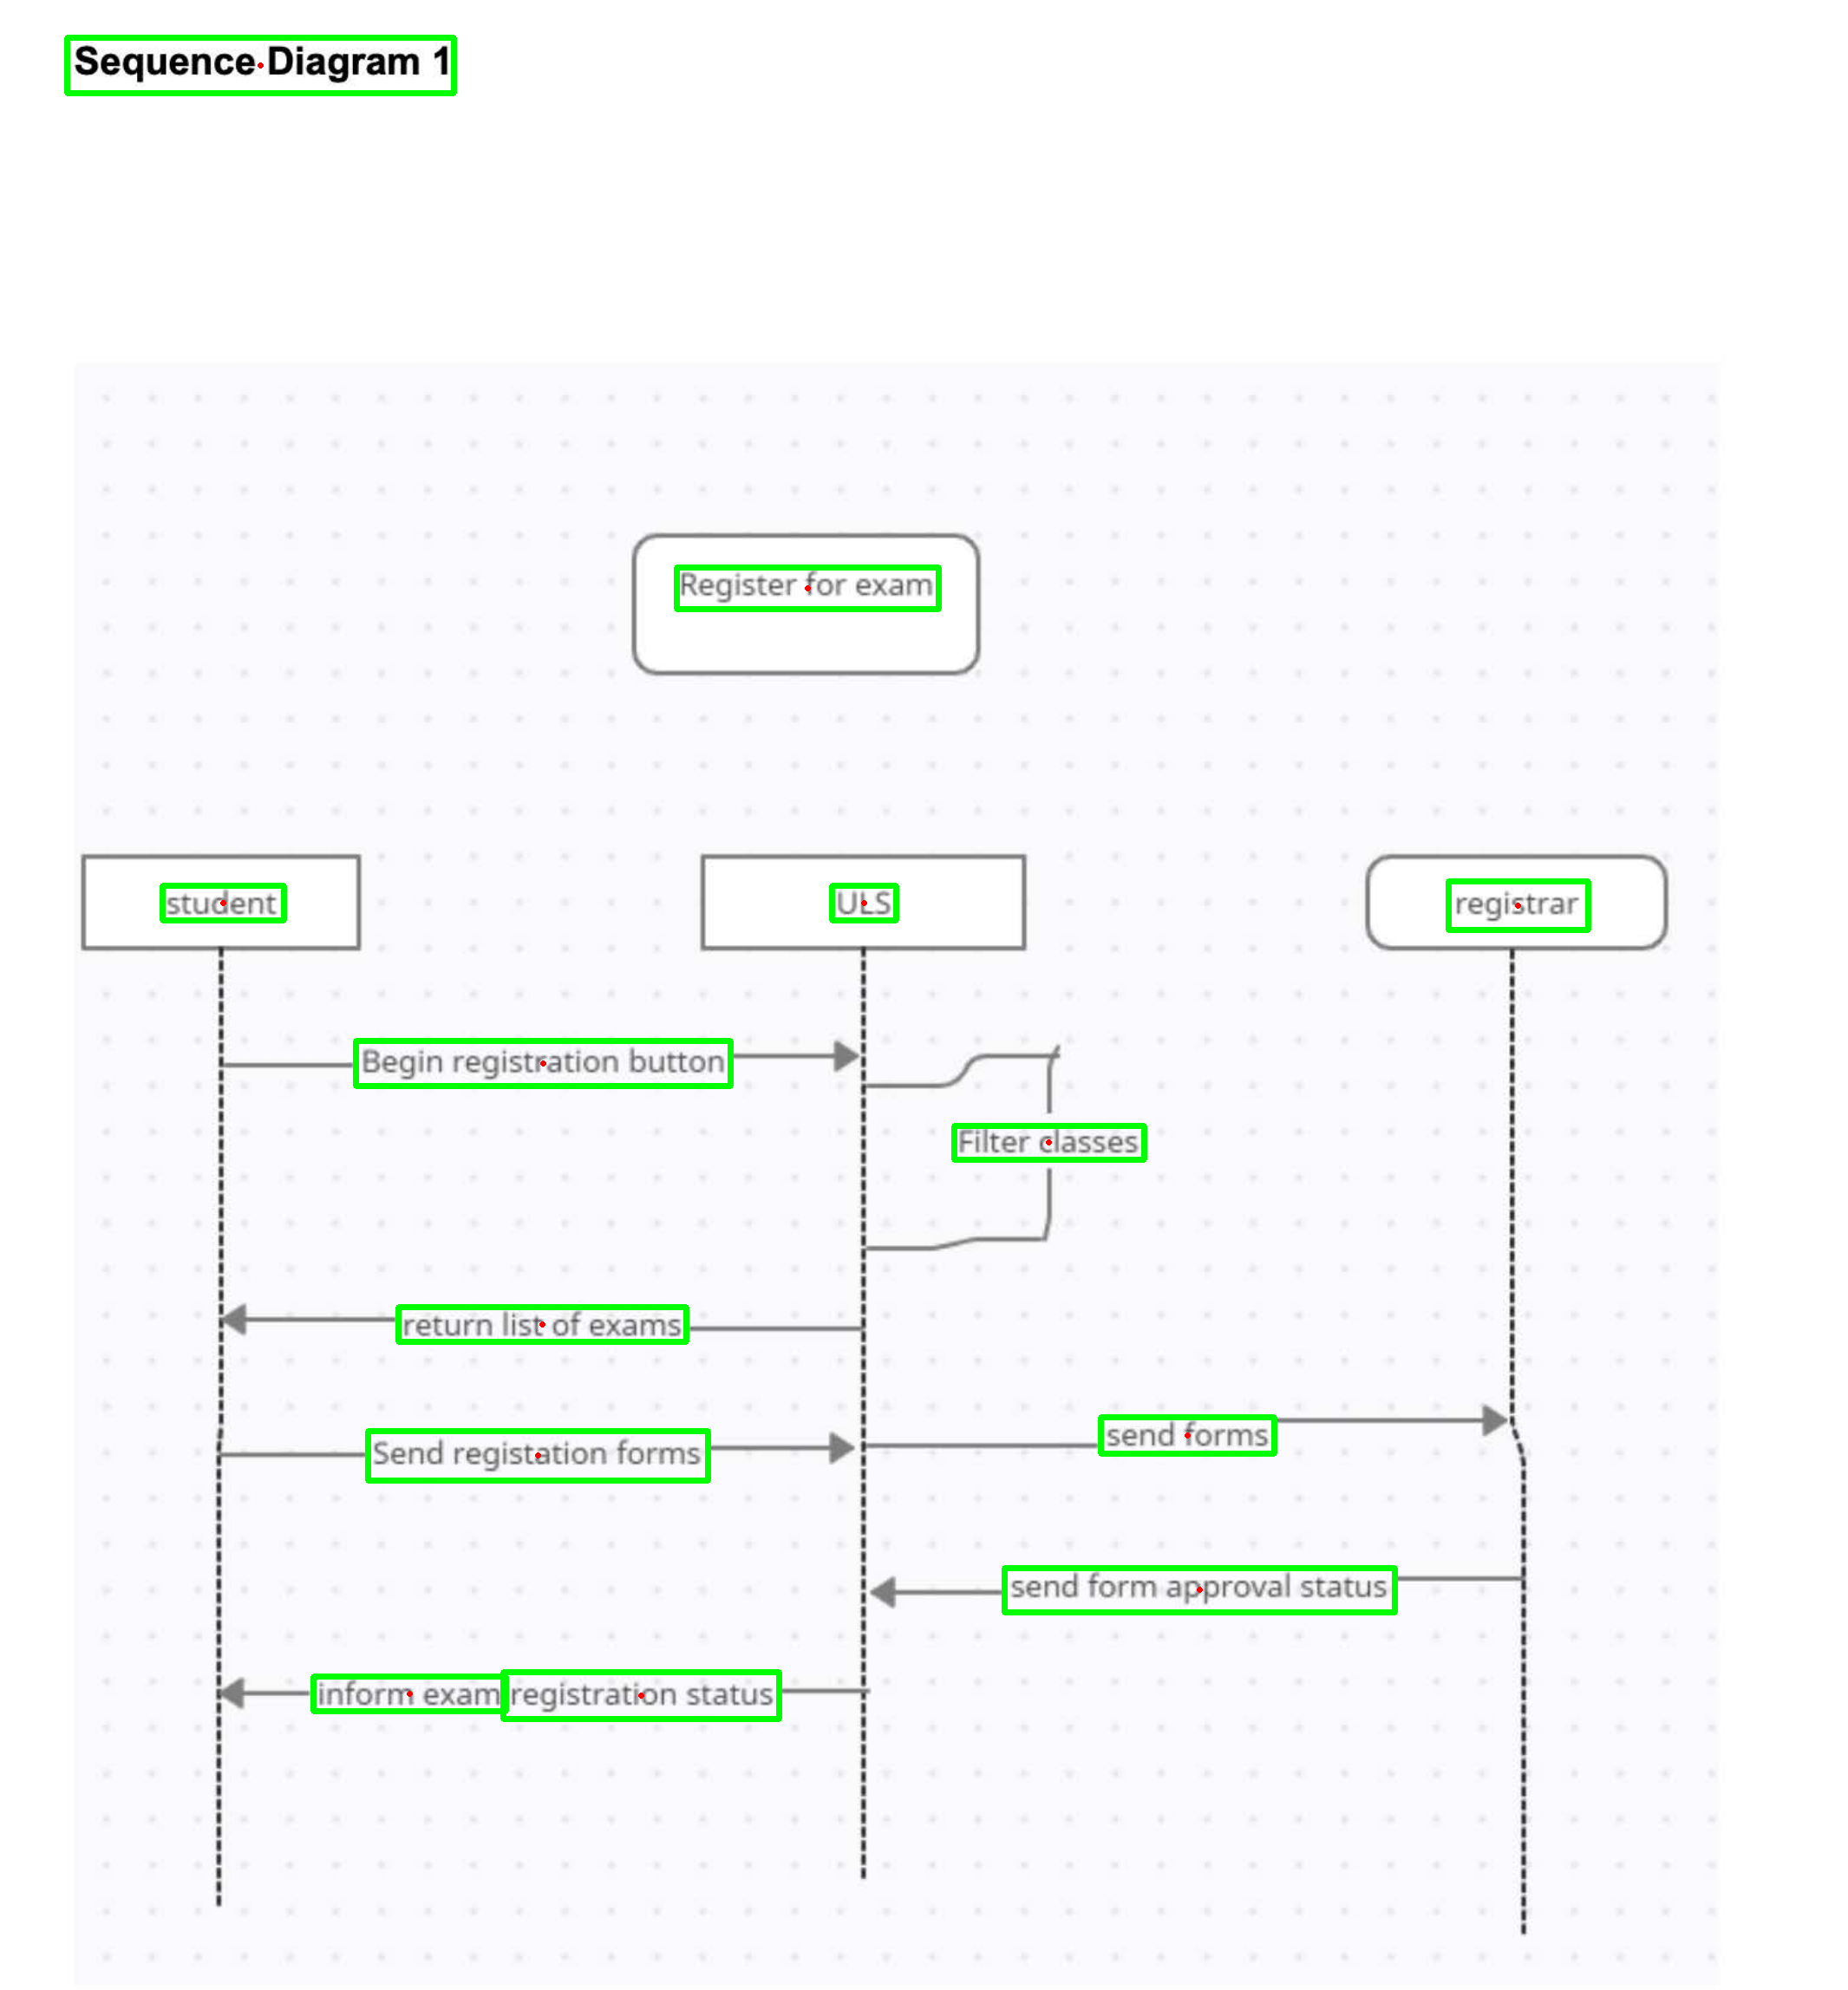 Sequence Diagram 1
Register for exam
student
ULS
registrar
Begin registration button
Filter classes
return list of exams
Send registation forms
send forms
send form approval status
inform exam registration status